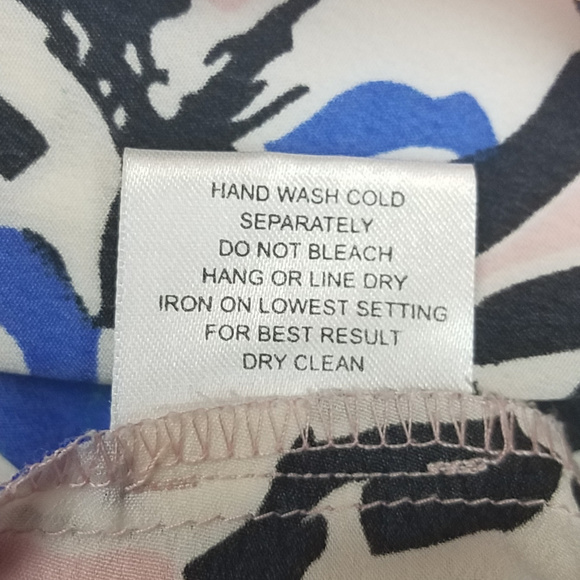 HAND WASH COLD
SEPARATELY
DO NOT BLEACH
HANG OR LINE DRY
IRON ON LOWEST SETTING
FOR BEST RESULT
DRY CLEAN